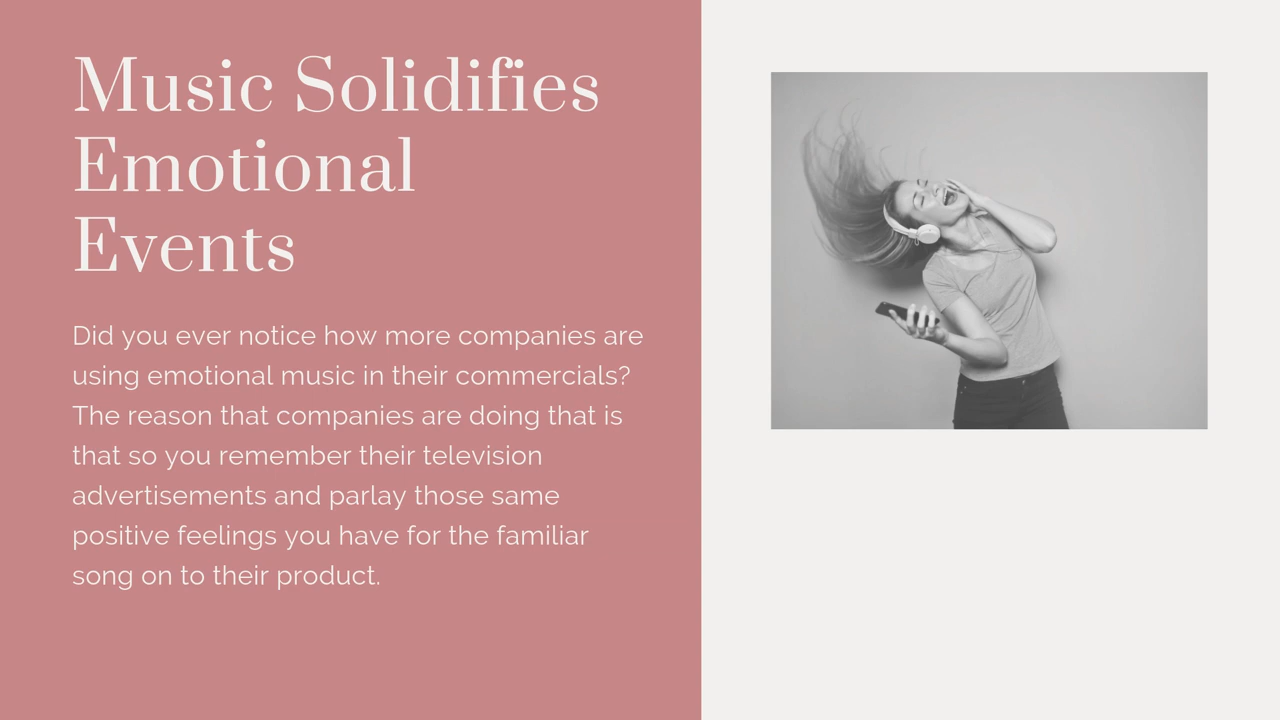 Music Solidifies
Emotional
Events
Did you ever notice how more companies are
using emotional music in their commercials?
The reason that companies are doing that is
that so you remember their television
advertisements and parlay those same
positive feelings you have for the familiar
song on to their product.